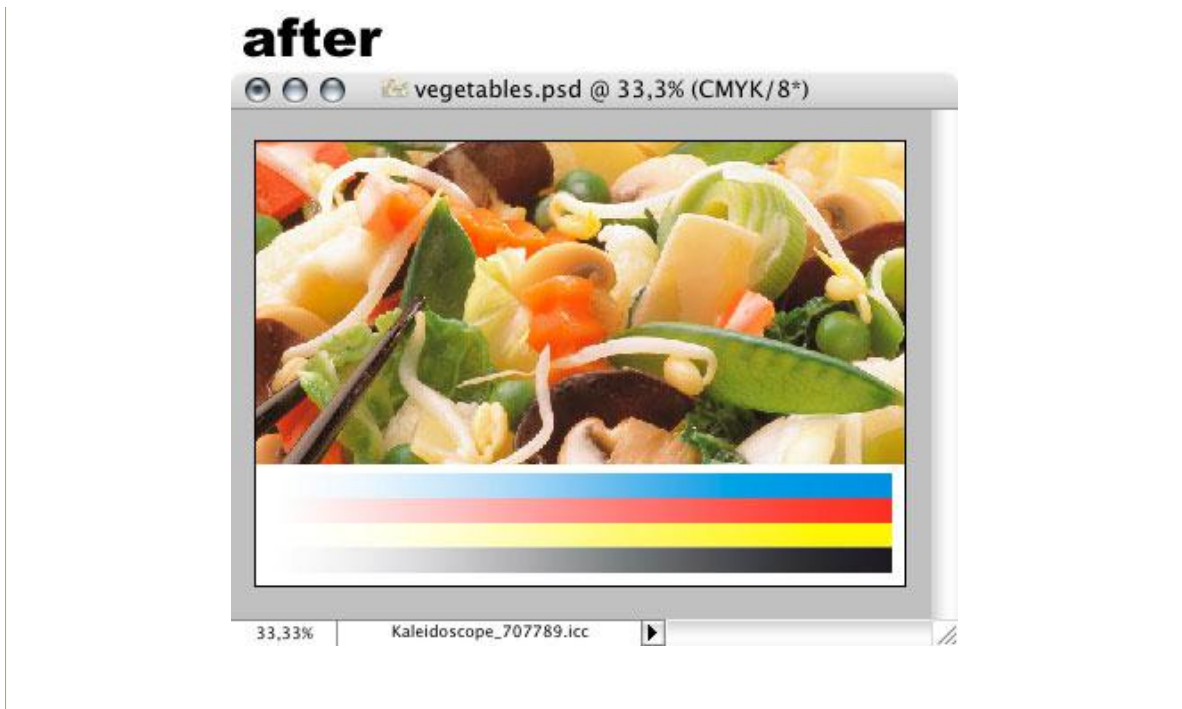 after
vegetables.psd @ 33,3% (CMYK/8*)
33,33% Kaleidoscope_707789.icc